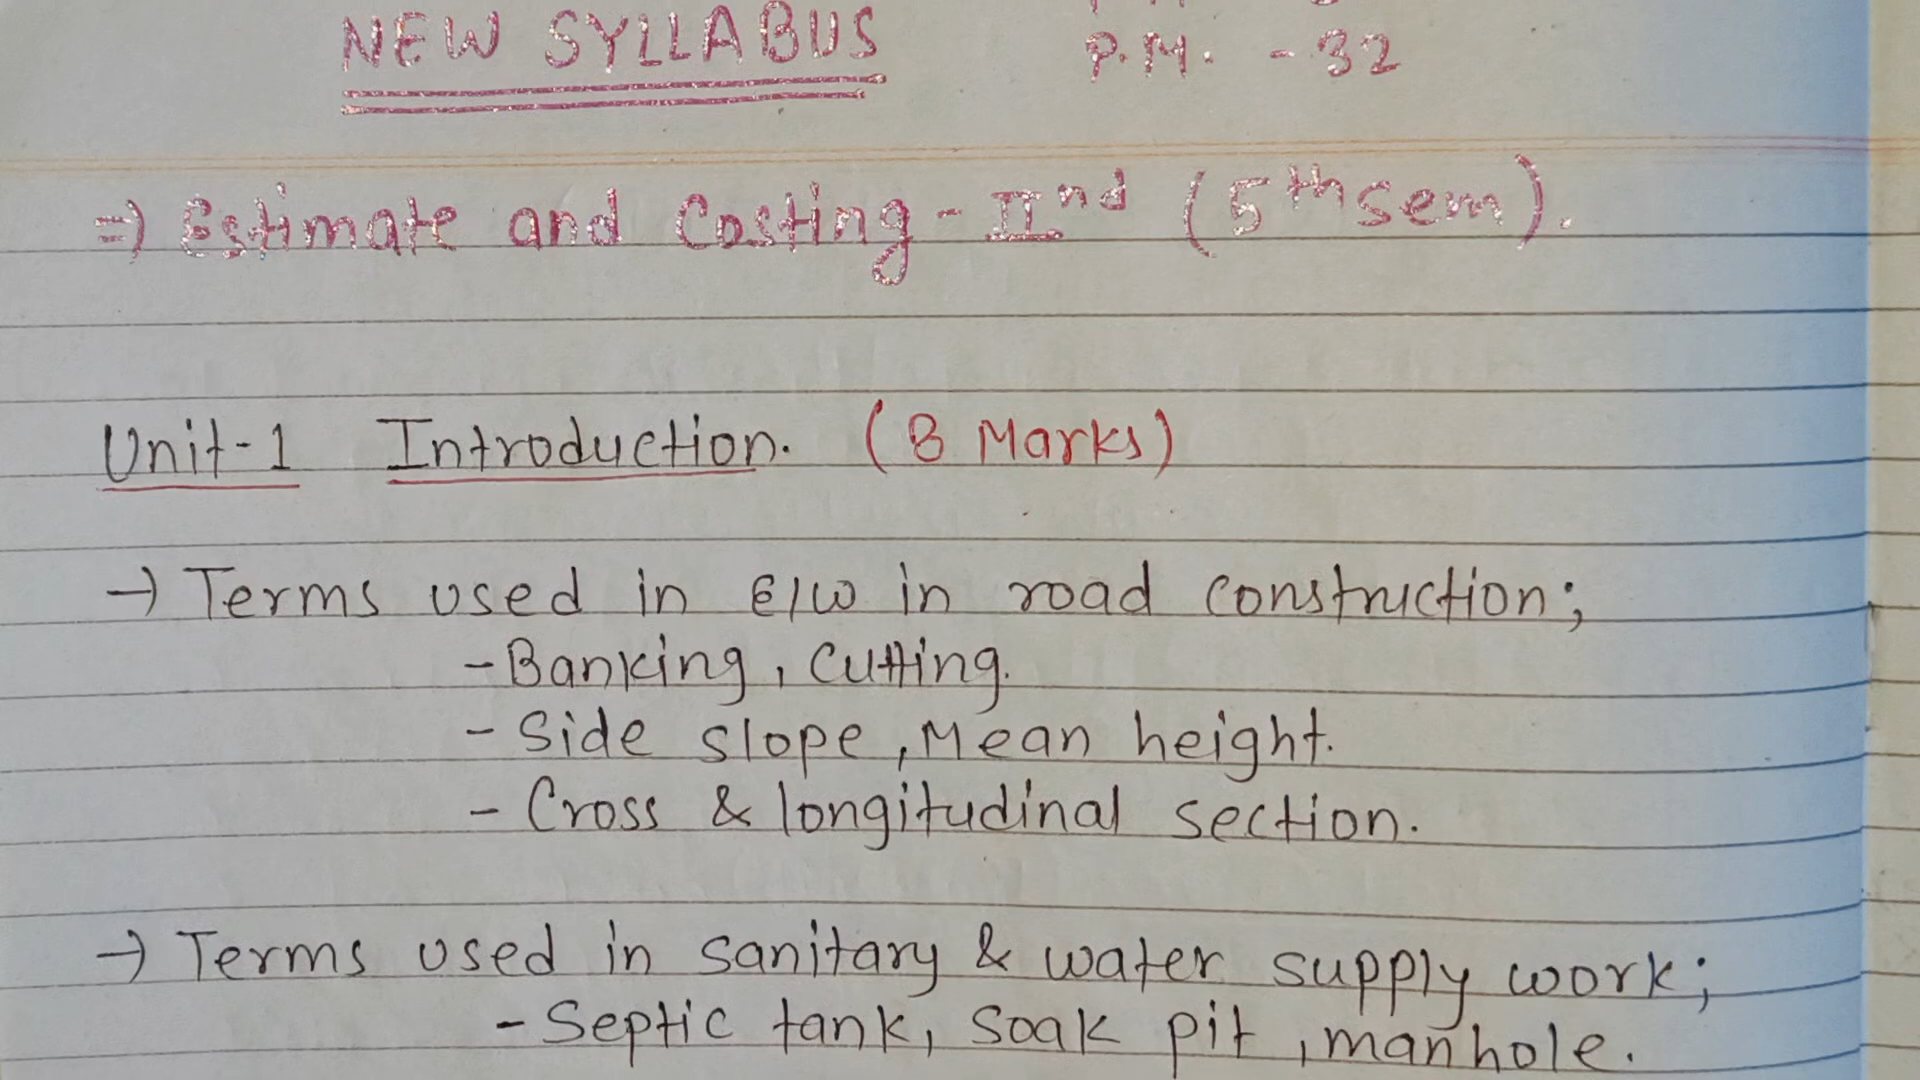 NEW SYLLABUS
P.M. - 32
=) Estimate and Costing - IInd (5th sem).
Unit-1 Introduction. (8 Marks)
→ Terms used in E/W in road construction;
- Banking, Cutting.
- Side slope, Mean height.
- Cross & longitudinal section.
→ Terms used in sanitary & water supply work;
- Septic tank, Soak pit, manhole.